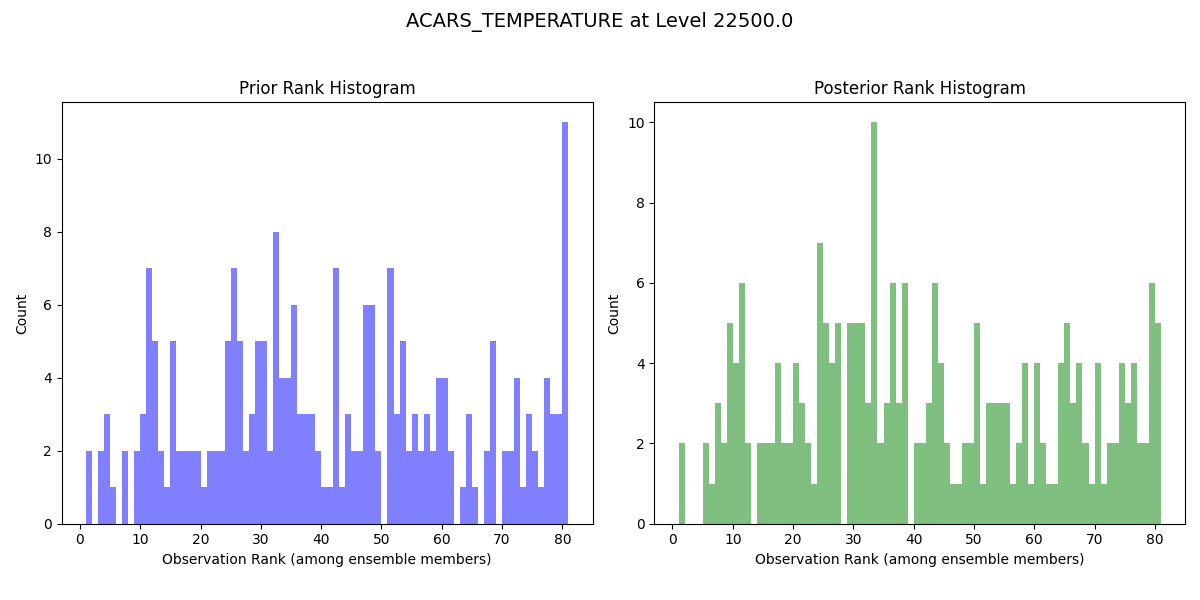 ACARS_TEMPERATURE at Level 22500.0
Prior Rank Histogram
Count
10
8
6
4
2
0
0 10 20 30 40 50 60 70 80
Observation Rank (among ensemble members)
Posterior Rank Histogram
Count
10
8
6
4
2
0
0 10 20 30 40 50 60 70 80
Observation Rank (among ensemble members)